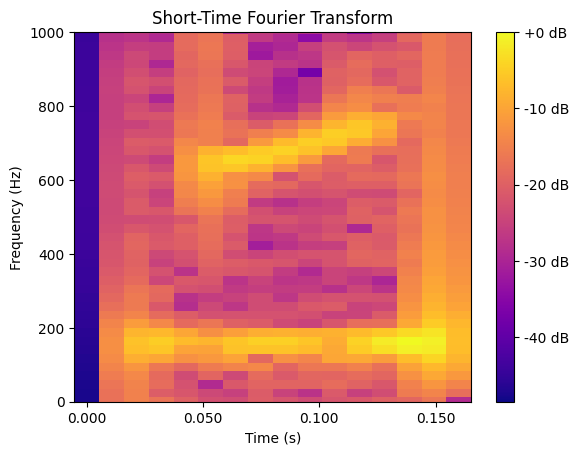 Short-Time Fourier Transform
1000
800
600
400
200
0
Frequency (Hz)
0.000
0.050
0.100
0.150
Time (s)
+0 dB
-10 dB
-20 dB
-30 dB
-40 dB